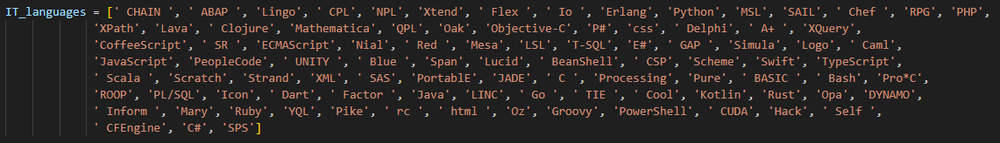 IT_languages = [' CHAIN ', ' ABAP ', 'Lingo', ' CPL', 'NPL', 'Xtend', ' Flex ', ' Io ', 'Erlang', 'Python', 'MSL', 'SAIL', ' Chef ', 'RPG', 'PHP',
'XPath', 'Lava', ' Clojure', 'Mathematica', 'QPL', 'Oak', 'Objective-C', 'P#', 'css', ' Delphi', ' A+ ', 'XQuery',
'CoffeeScript', ' SR ', 'ECMAScript', 'Nial', ' Red ', 'Mesa', 'LSL', 'T-SQL', 'E#', ' GAP ', 'Simula', 'Logo', ' Caml',
'JavaScript', 'PeopleCode', ' UNITY ', ' Blue ', 'Span', 'Lucid', ' BeanShell', ' CSP', 'Scheme', 'Swift', 'TypeScript',
' Scala ', 'Scratch', 'Strand', 'XML', ' SAS', 'PortablE', 'JADE', ' C ', 'Processing', 'Pure', ' BASIC ', ' Bash', 'Pro*C',
'ROOP', 'PL/SQL', 'Icon', ' Dart', ' Factor ', 'Java', 'LINC', ' Go ', ' TIE ', ' Cool', 'Kotlin', 'Rust', 'Opa', 'DYNAMO',
' Inform ', 'Mary', 'Ruby', 'YQL', 'Pike', ' rc ', ' html ', 'Oz', 'Groovy', 'PowerShell', ' CUDA', 'Hack', ' Self ',
' CFEngine', 'C#', 'SPS']